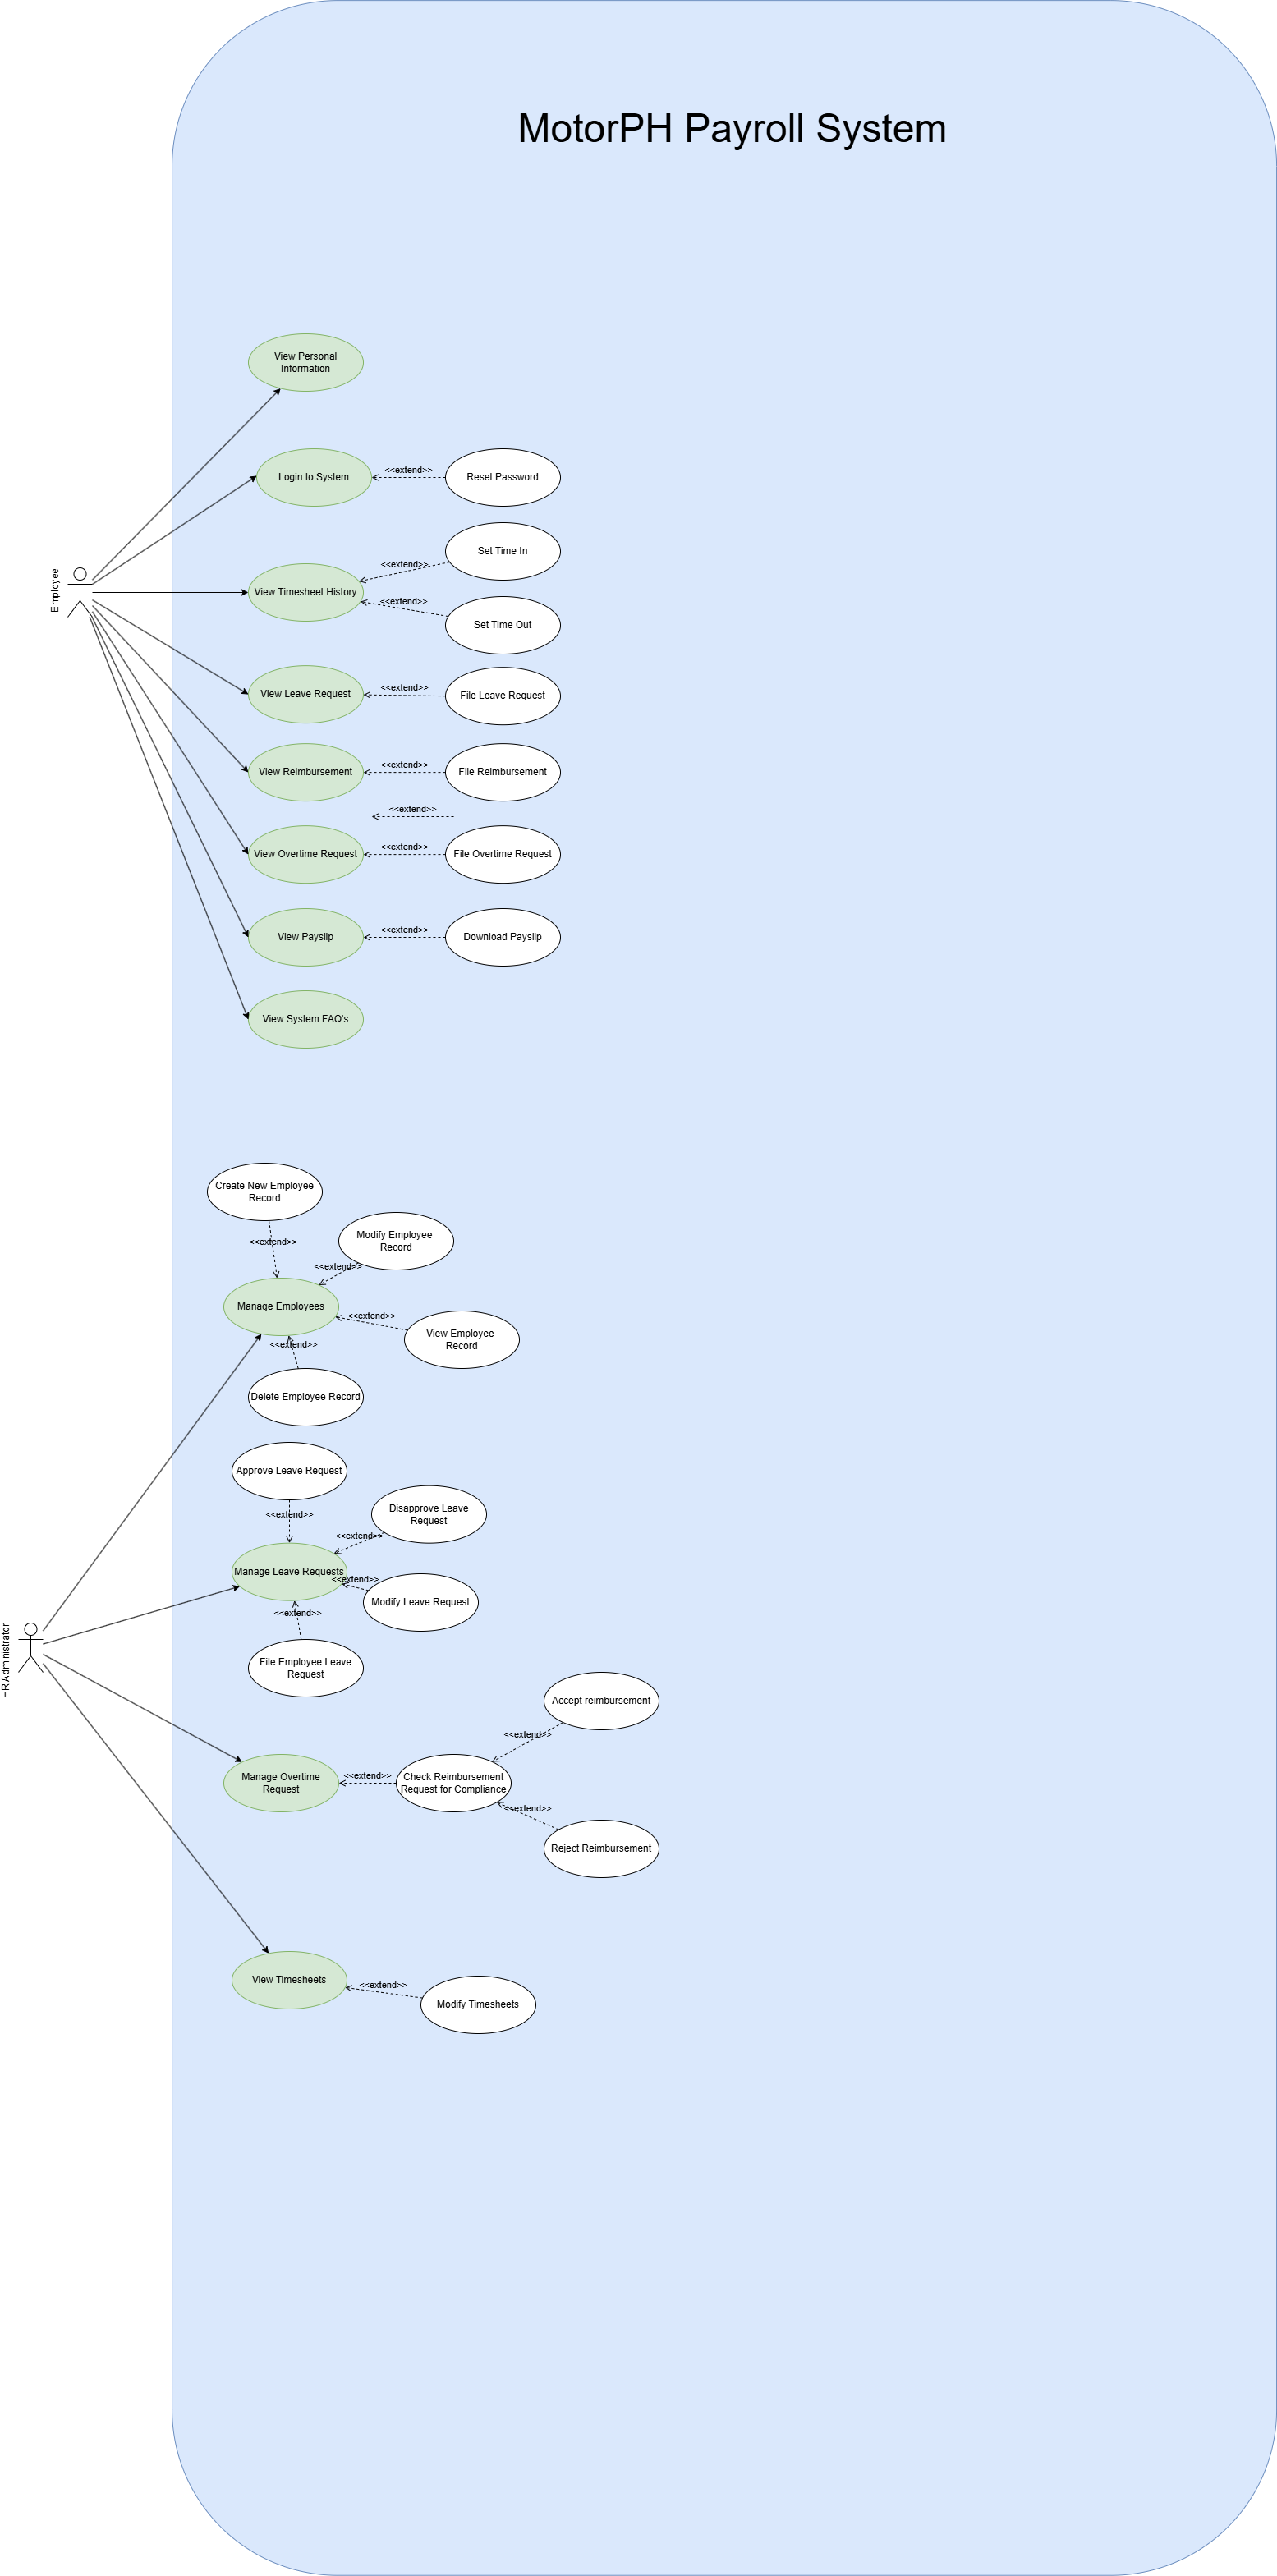 MotorPH Payroll System
View Personal
Information
Login to System
<<extend>>
Reset Password
Set Time In
<<extend>>
Employee
View Timesheet History
<<extend>>
Set Time Out
View Leave Request
<<extend>>
File Leave Request
View Reimbursement
<<extend>>
File Reimbursement
<<extend>>
View Overtime Request
<<extend>>
File Overtime Request
View Payslip
<<extend>>
Download Payslip
View System FAQ's
Create New Employee
Record
<<extend>>
Modify Employee
Record
<<extend>>
Manage Employees
<<extend>>
View Employee
Record
<<extend>>
Delete Employee Record
Approve Leave Request
<<extend>>
Disapprove Leave
Request
<<extend>>
Manage Leave Requests
<<extend>>
Modify Leave Request
<<extend>>
File Employee Leave
Request
HR Administrator
Accept reimbursement
<<extend>>
Manage Overtime
Request
<<extend>>
Check Reimbursement
Request for Compliance
<<extend>>
Reject Reimbursement
View Timesheets
<<extend>>
Modify Timesheets